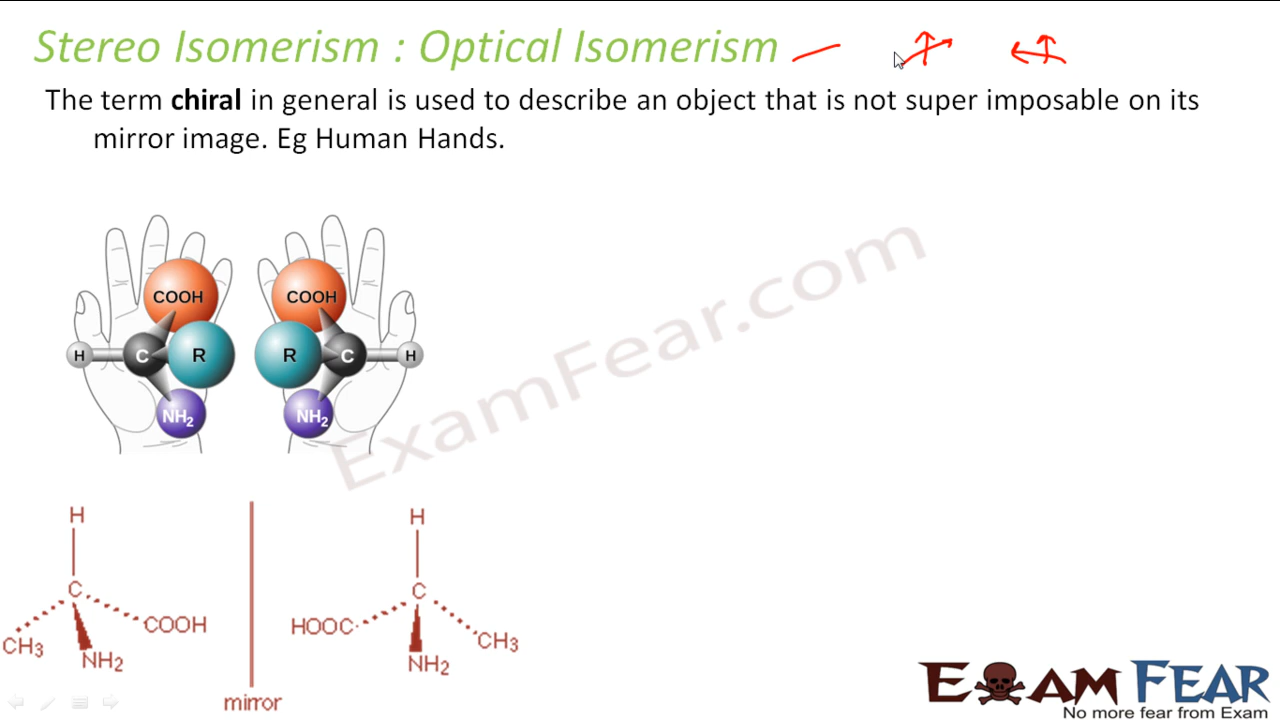 Stereo Isomerism : Optical Isomerism
The term chiral in general is used to describe an object that is not super imposable on its
mirror image. Eg Human Hands.
COOH COOH
H C R R C H
NH₂ NH₂
ExamFear.com
H H
C C
COOH HOOC
CH₃ CH₃
NH₂ NH₂
mirror
EXAM FEAR
No more fear from Exam